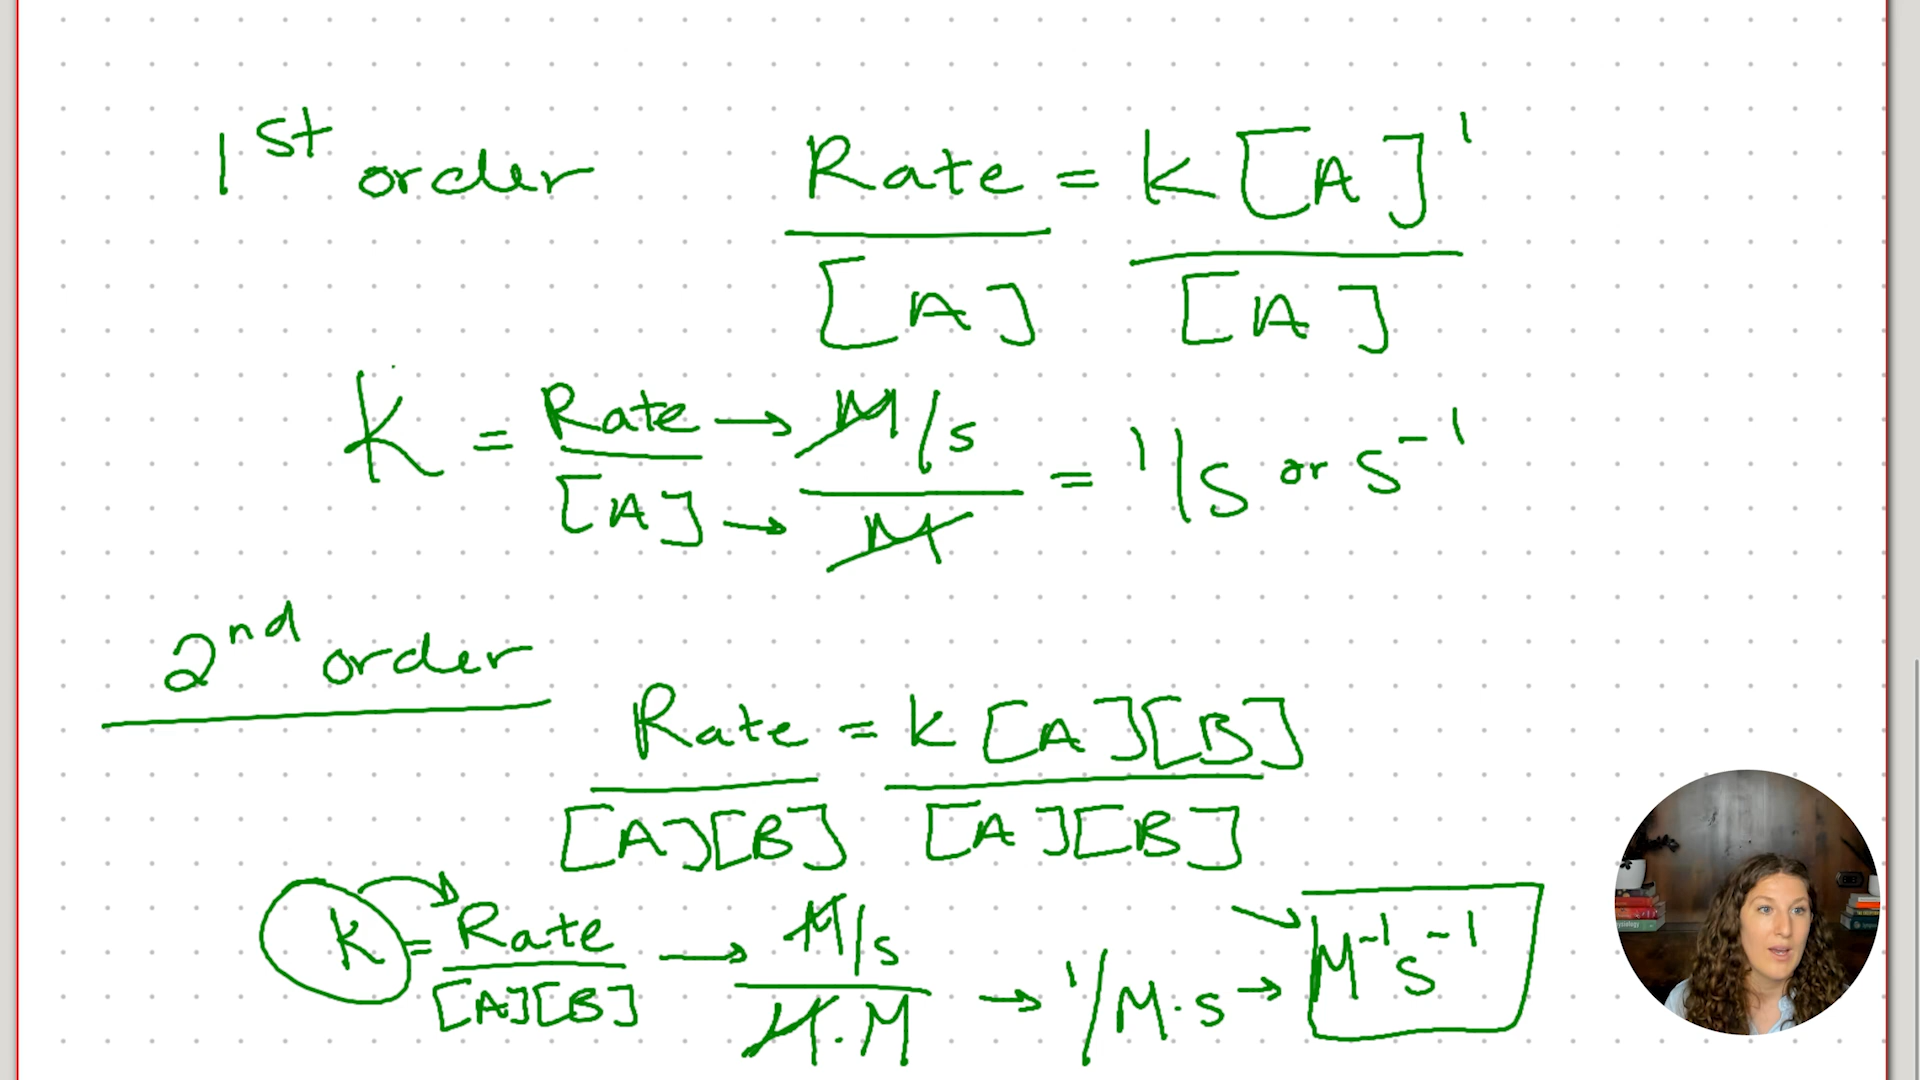 1st order
Rate = k[A]¹
[A] [A]
K = Rate → M/s = 1/s or s⁻¹
[A] → M
2nd order
Rate = k[A][B]
[A][B] [A][B]
k = Rate → M/s → 1/M·s → M⁻¹s⁻¹
[A][B] M·M